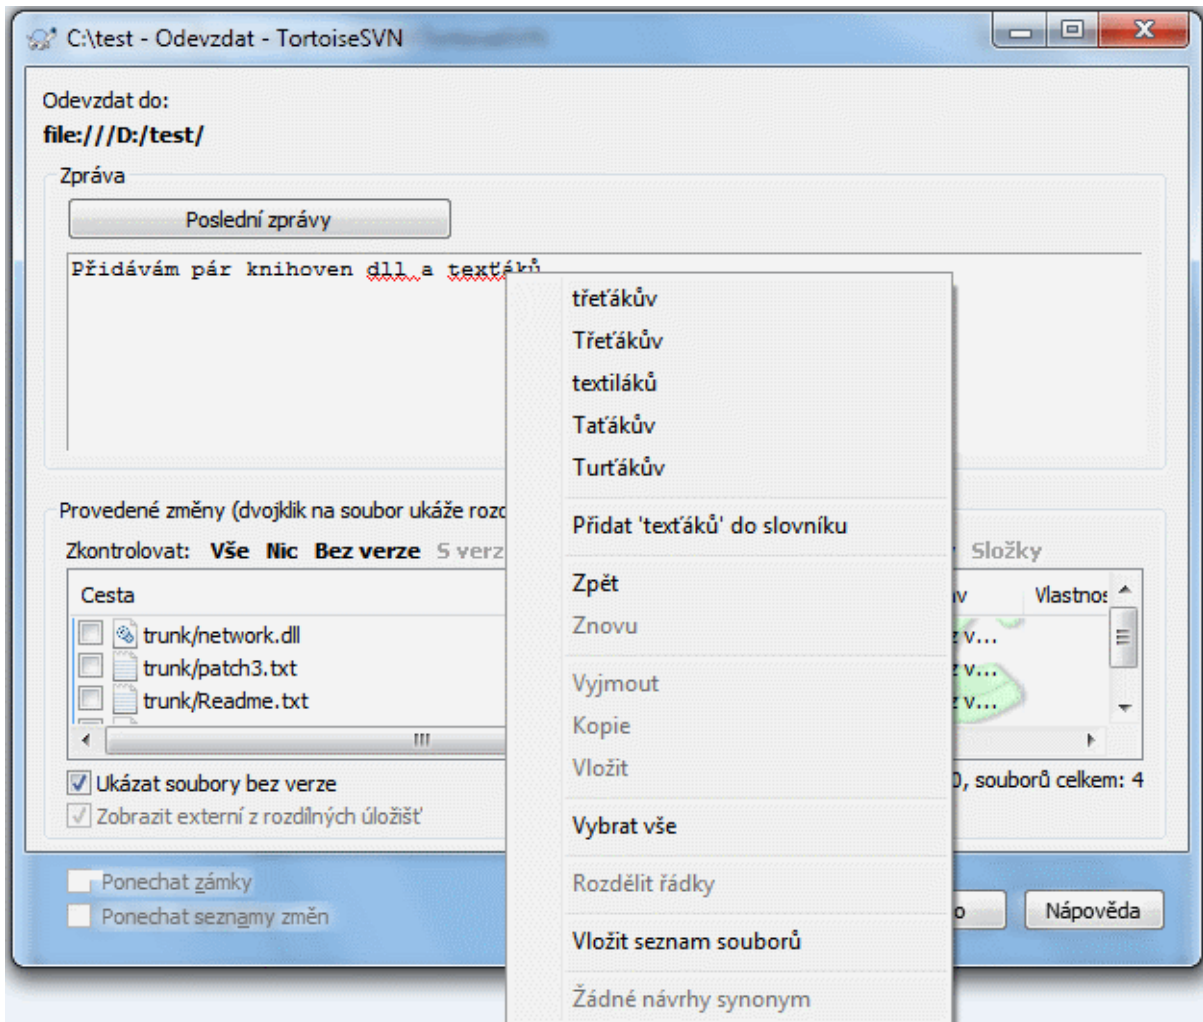 C:\test - Odevzdat - TortoiseSVN
Odevzdat do:
file:///D:/test/
Zpráva
Poslední zprávy
Přidávám pár knihoven dll a texťáků
třeťákův
Třeťákův
textiláků
Taťákův
Turťákův
Přidat 'texťáků' do slovníku
Zpět
Znovu
Vyjmout
Kopie
Vložit
Vybrat vše
Rozdělit řádky
Vložit seznam souborů
Žádné návrhy synonym
Provedené změny (dvojklik na soubor ukáže
Zkontrolovat: Vše Nic Bez verze S Složky
Cesta Vlastnos
trunk/network.dll v...
trunk/patch3.txt v...
trunk/Readme.txt v...
Ukázat soubory bez verze souborů celkem: 4
Zobrazit externí z rozdílných úložišť
Ponechat zámky
Ponechat seznamy změn
Nápověda